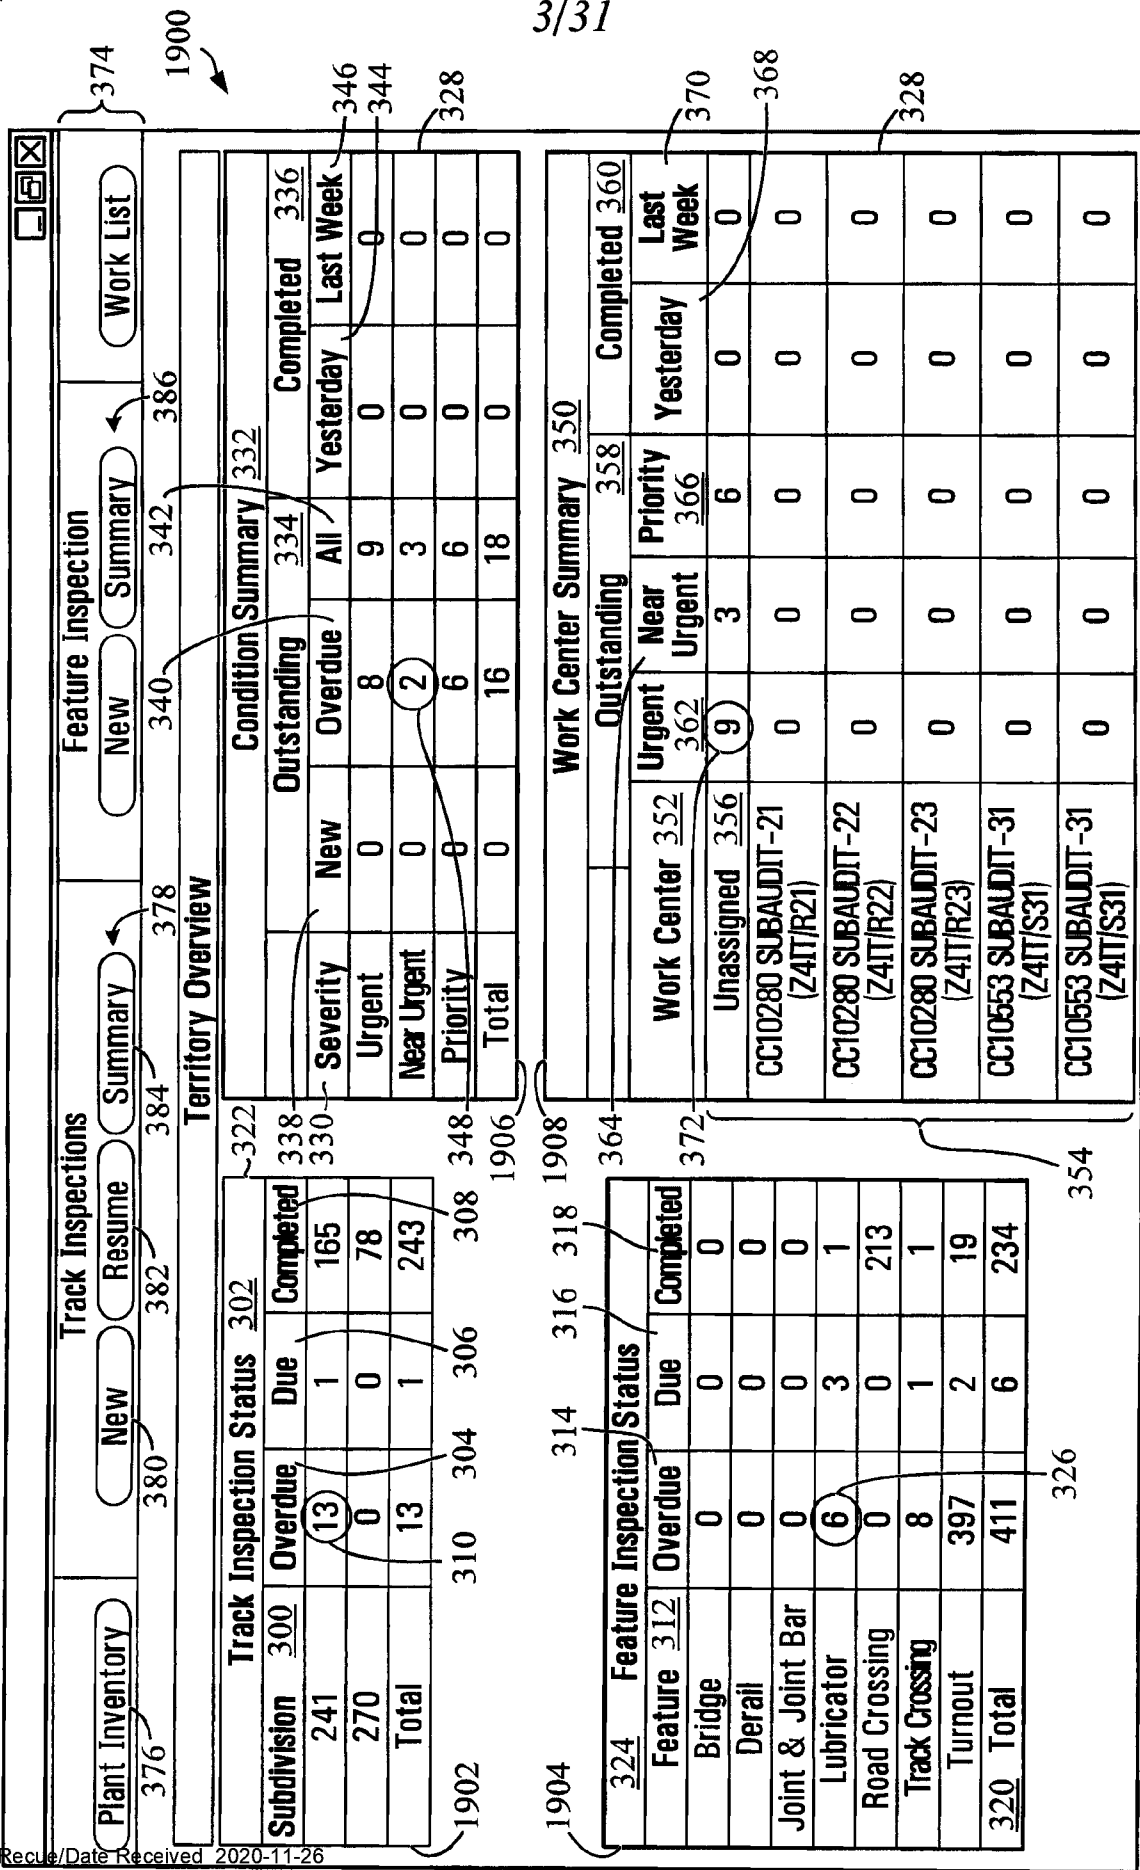 3/31
1900
374
Plant Inventory
376
Track Inspections
New Resume Summary
380 382 384 378
Feature Inspection
New Summary
386
Work List
Territory Overview
322
Track Inspection Status 302
Subdivision 300 Overdue Due Completed
241 13 1 165
270 0 0 78
Total 13 1 243
310 304 306 308
1902
340 342
Condition Summary 332
Outstanding 334 Completed 336
Severity New Overdue All Yesterday Last Week
Urgent 0 8 9 0 0
Near Urgent 0 2 3 0 0
Priority 0 6 6 0 0
Total 0 16 18 0 0
338
330
348
1906
346
344
328
1904
324 Feature Inspection Status
Feature 312 Overdue Due Completed
Bridge 0 0 0
Derail 0 0 0
Joint & Joint Bar 0 0 0
Lubricator 6 3 1
Road Crossing 0 0 213
Track Crossing 8 1 1
Turnout 397 2 19
320 Total 411 6 234
314 316 318
326
1908
364
372
354
Work Center Summary 350
Outstanding 358 Completed 360
Work Center 352 Urgent 362 Near Urgent Priority 366 Yesterday Last Week
Unassigned 356 9 3 6 0 0
CC10280 SUBAUDIT-21 0 0 0 0 0
(Z4IT/R21)
CC10280 SUBAUDIT-22 0 0 0 0 0
(Z4IT/R22)
CC10280 SUBAUDIT-23 0 0 0 0 0
(Z4IT/R23)
CC10553 SUBAUDIT-31 0 0 0 0 0
(Z4IT/S31)
CC10553 SUBAUDIT-31 0 0 0 0 0
(Z4IT/S31)
370
368
328
Recue/Date Received 2020-11-26